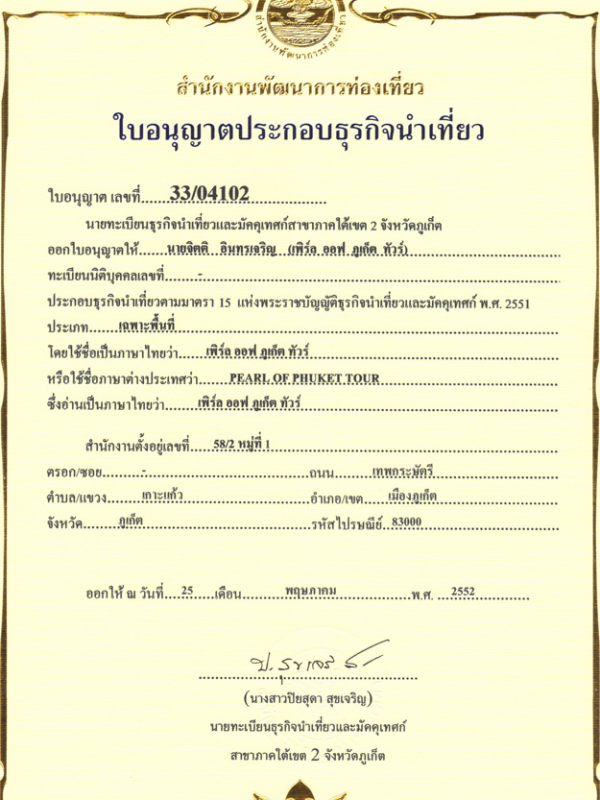 สำนักงานพัฒนาการท่องเที่ยว
สำนักงานพัฒนาการท่องเที่ยว
ใบอนุญาตประกอบธุรกิจนำเที่ยว
ใบอนุญาต เลขที่ 33/04102
นายทะเบียนธุรกิจนำเที่ยวและมัคคุเทศก์สาขาภาคใต้เขต 2 จังหวัดภูเก็ต
ออกใบอนุญาตให้ นายจิตติ อินทรเจริญ (เพิร์ล ออฟ ภูเก็ต ทัวร์)
ทะเบียนนิติบุคคลเลขที่ -
ประกอบธุรกิจนำเที่ยวตามมาตรา 15 แห่งพระราชบัญญัติธุรกิจนำเที่ยวและมัคคุเทศก์ พ.ศ. 2551
ประเภท เฉพาะพื้นที่
โดยใช้ชื่อเป็นภาษาไทยว่า เพิร์ล ออฟ ภูเก็ต ทัวร์
หรือใช้ชื่อภาษาต่างประเทศว่า PEARL OF PHUKET TOUR
ซึ่งอ่านเป็นภาษาไทยว่า เพิร์ล ออฟ ภูเก็ต ทัวร์
สำนักงานตั้งอยู่เลขที่ 58/2 หมู่ที่ 1
ตรอก/ซอย - ถนน เทพกระษัตรี
ตำบล/แขวง เกาะแก้ว อำเภอ/เขต เมืองภูเก็ต
จังหวัด ภูเก็ต รหัสไปรษณีย์ 83000
ออกให้ ณ วันที่ 25 เดือน พฤษภาคม พ.ศ. 2552
(นางสาวปิยสุดา สุขเจริญ)
นายทะเบียนธุรกิจนำเที่ยวและมัคคุเทศก์
สาขาภาคใต้เขต 2 จังหวัดภูเก็ต